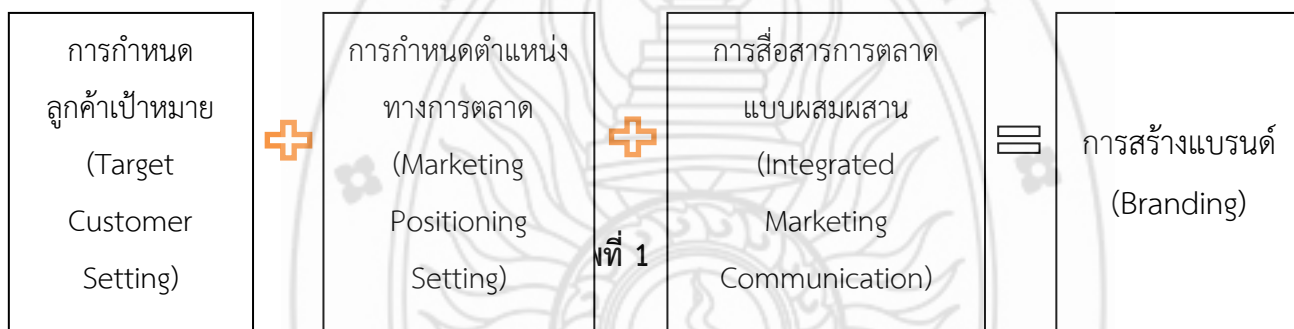 การกำหนด
ลูกค้าเป้าหมาย
(Target
Customer
Setting)
การกำหนดตำแหน่ง
ทางการตลาด
(Marketing
Positioning
Setting)
การสื่อสารการตลาด
แบบผสมผสาน
(Integrated
Marketing
Communication)
การสร้างแบรนด์
(Branding)
ที่ 1